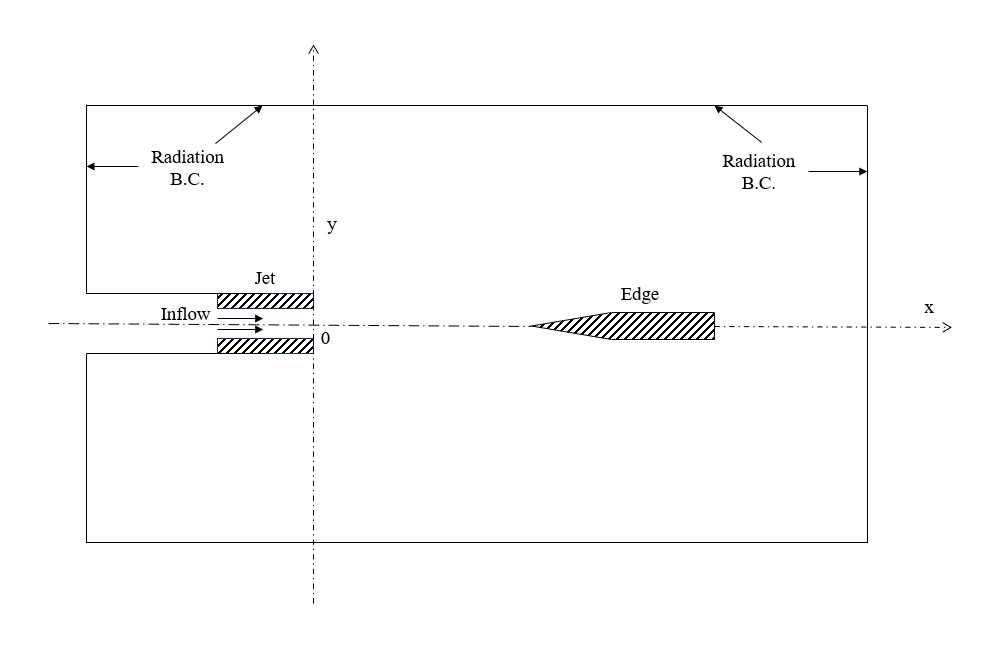 Radiation
B.C.
Radiation
B.C.
y
Jet
Edge
x
Inflow
0